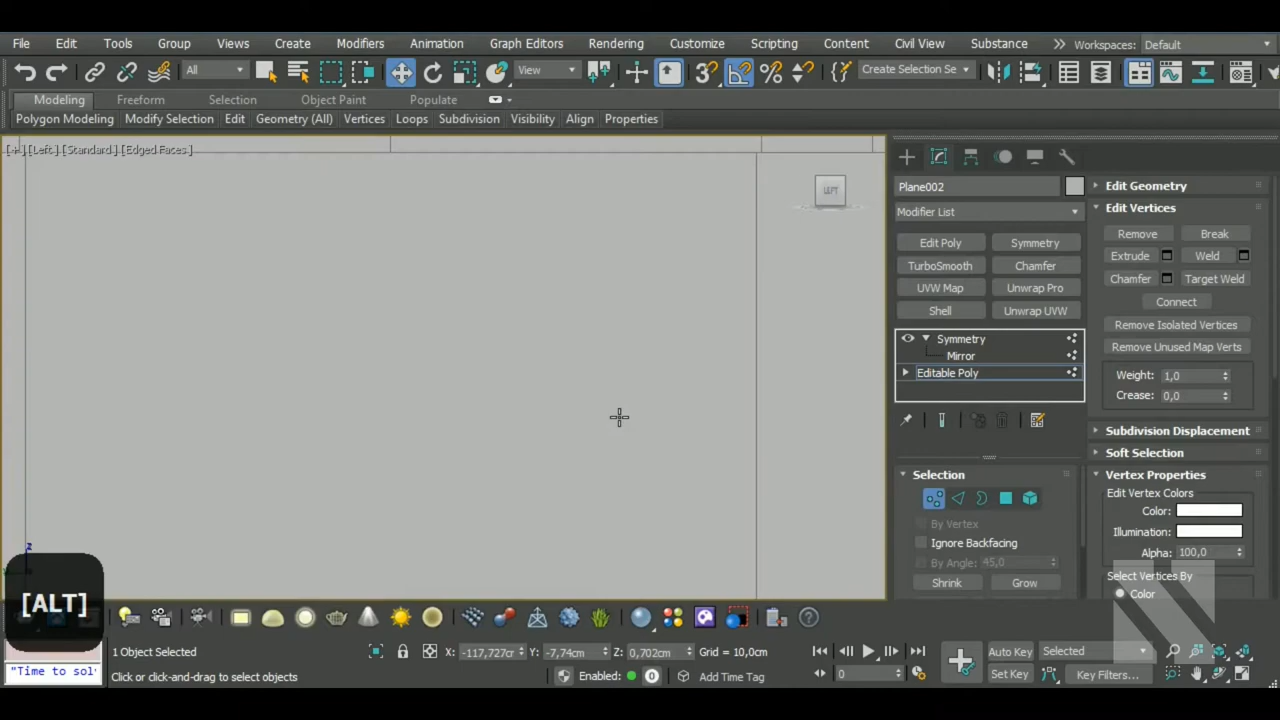 File Edit Tools Group Views Create Modifiers Animation Graph Editors Rendering Customize Scripting Content Civil View Substance Workspaces: Default
All View Create Selection Se
Modeling Freeform Selection Object Paint Populate
Polygon Modeling Modify Selection Edit Geometry (All) Vertices Loops Subdivision Visibility Align Properties
[+] [Left] [Standard] [Edged Faces]
LEFT
Plane002
Modifier List
Edit Poly Symmetry
TurboSmooth Chamfer
UVW Map Unwrap Pro
Shell Unwrap UVW
Symmetry
Mirror
Editable Poly
Selection
By Vertex
Ignore Backfacing
By Angle: 45,0
Shrink Grow
Edit Geometry
Edit Vertices
Remove Break
Extrude Weld
Chamfer Target Weld
Connect
Remove Isolated Vertices
Remove Unused Map Verts
Weight: 1,0
Crease: 0,0
Subdivision Displacement
Soft Selection
Vertex Properties
Edit Vertex Colors
Color:
Illumination:
Alpha: 100,0
Select Vertices By
Color
z
[ALT]
1 Object Selected X: -117,727cr Y: -7,74cm Z: 0,702cm Grid = 10,0cm Auto Key Selected
"Time to sol Click or click-and-drag to select objects Enabled: 0 Add Time Tag 0 Set Key Key Filters...